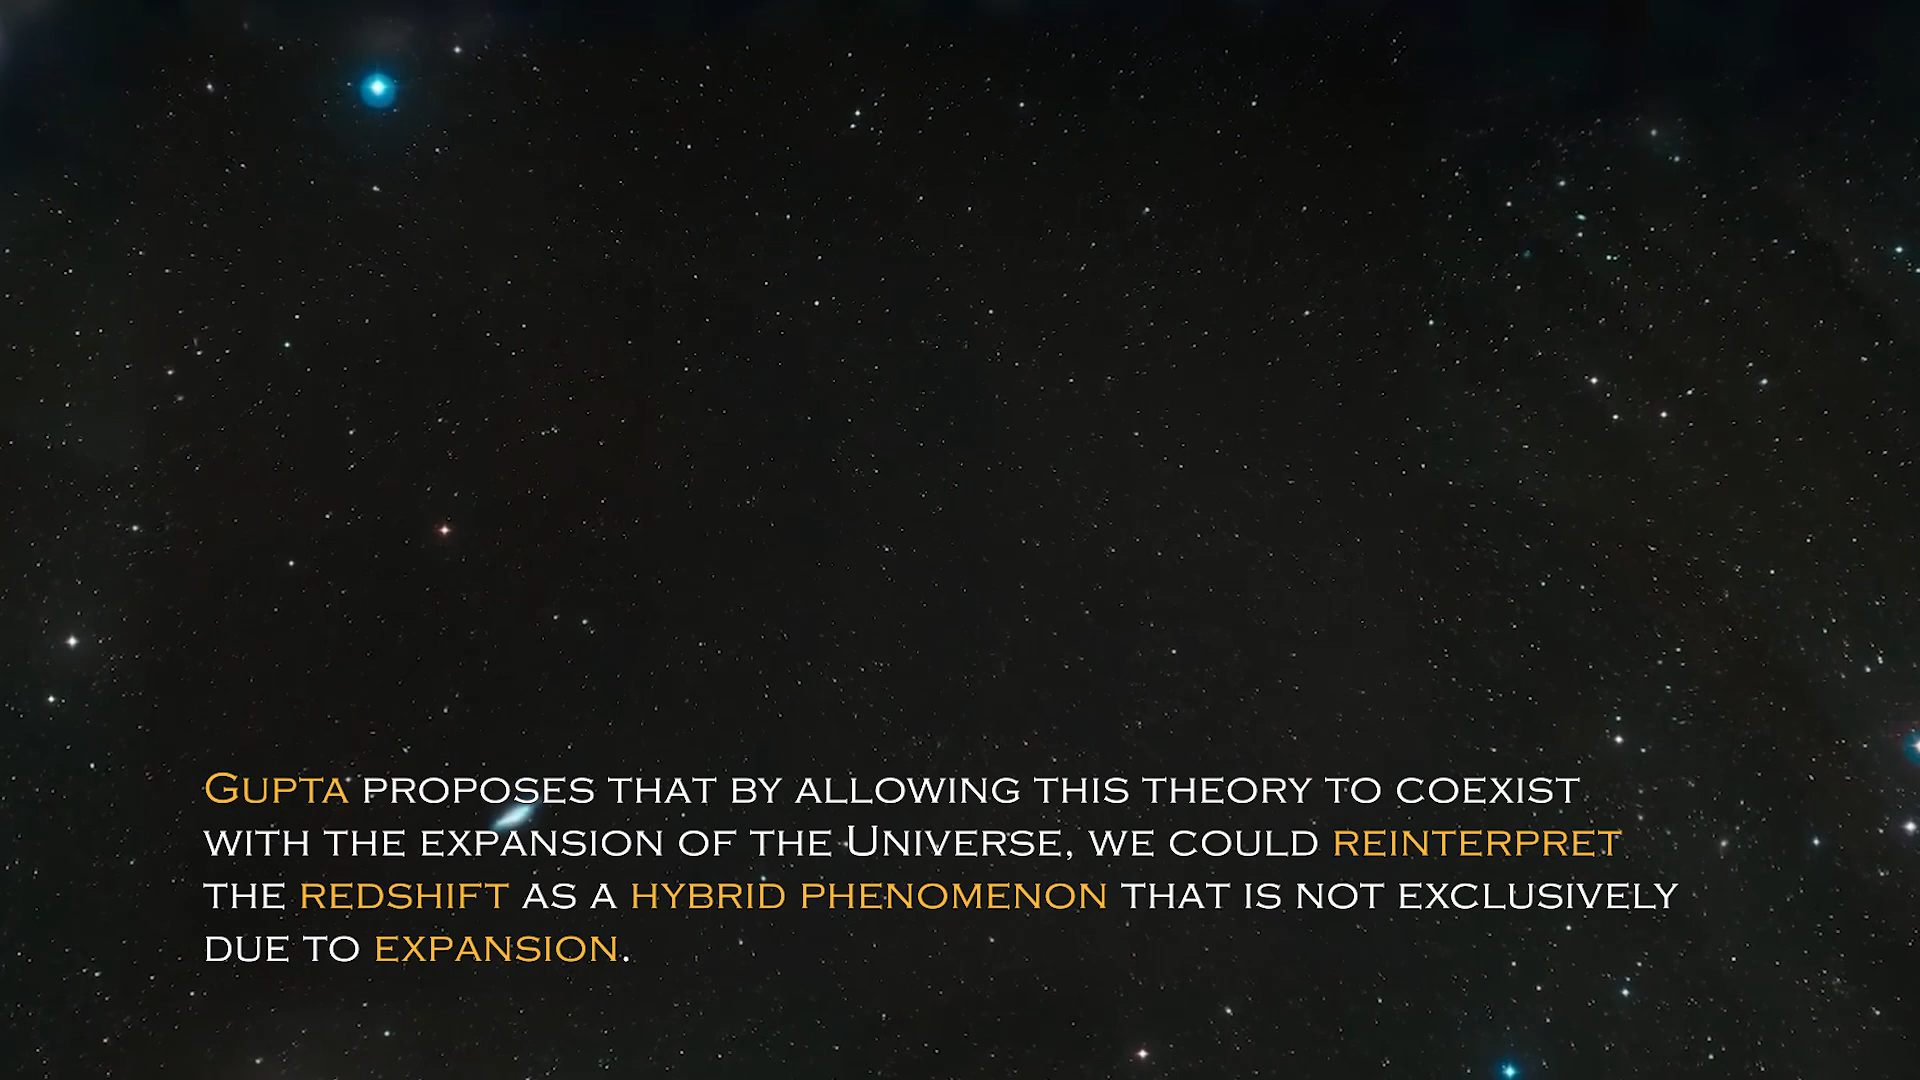 Gupta proposes that by allowing this theory to coexist
with the expansion of the Universe, we could reinterpret
the redshift as a hybrid phenomenon that is not exclusively
due to expansion.